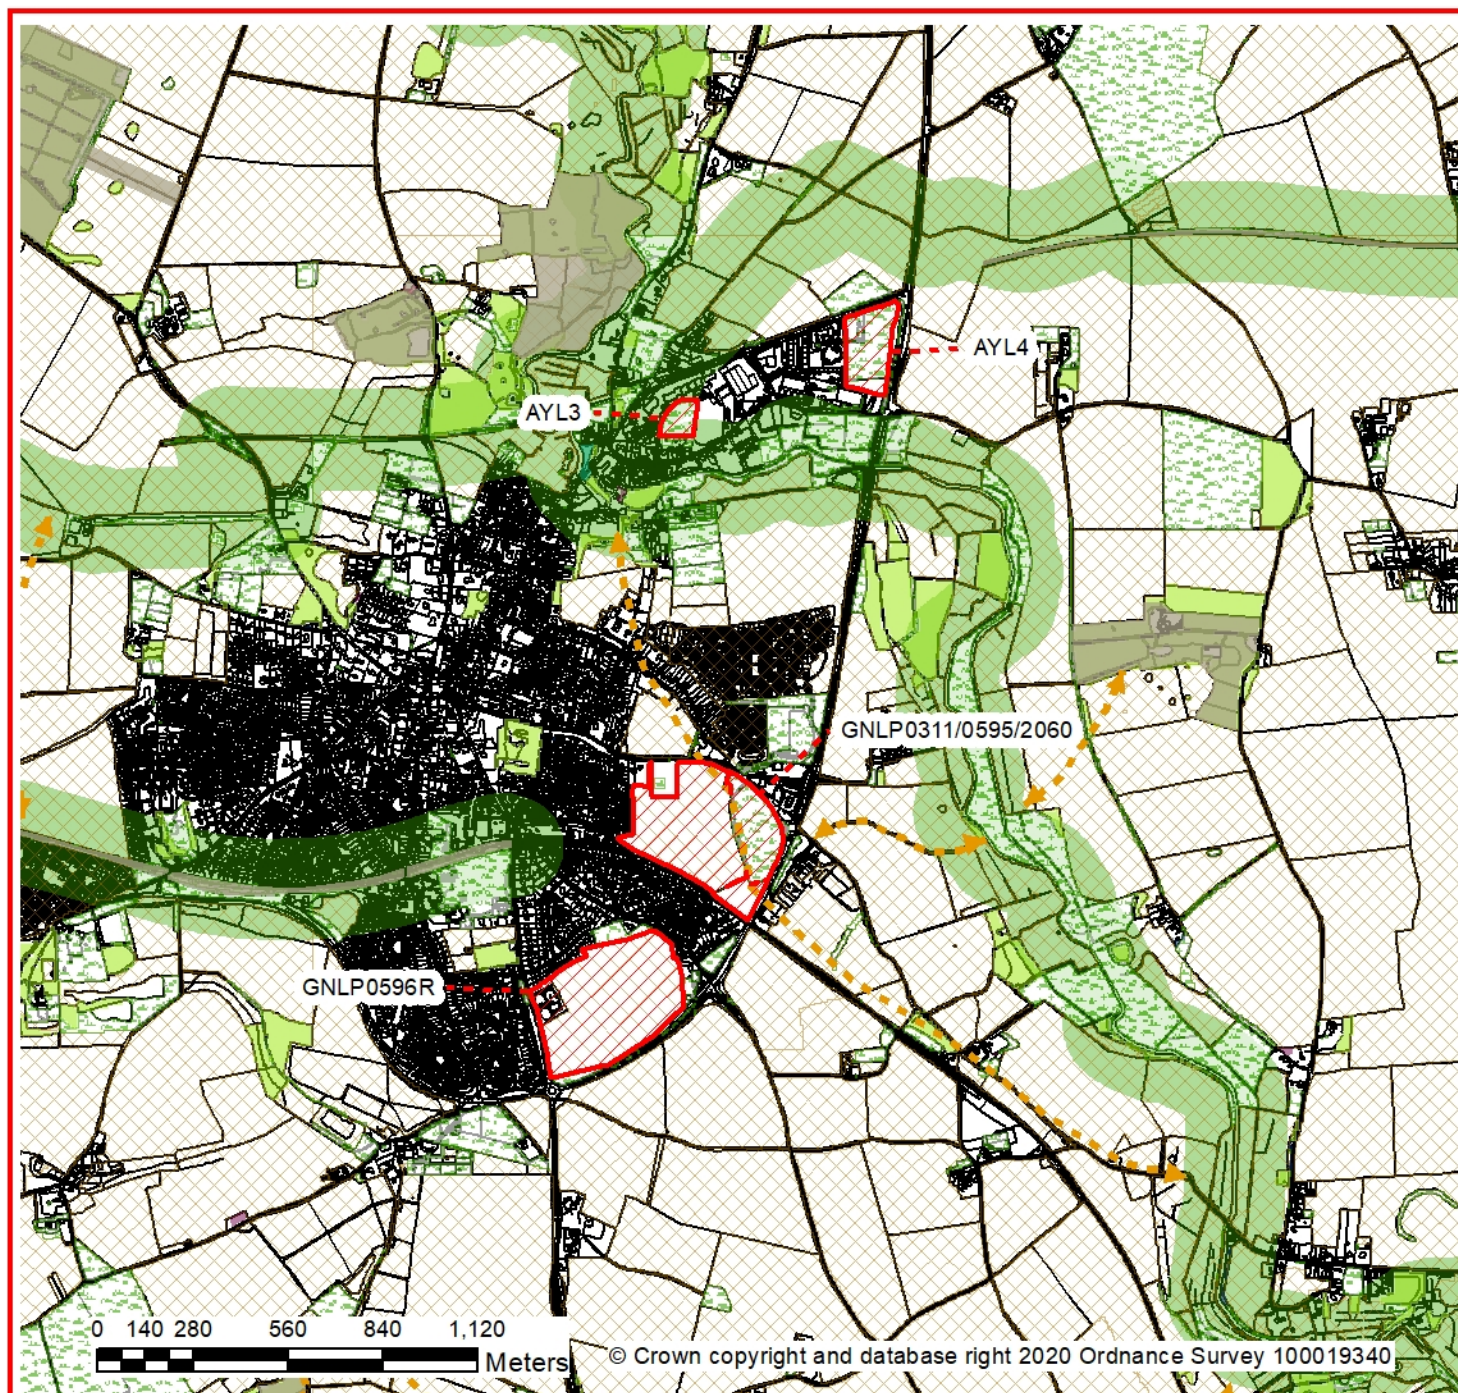 AYL4
AYL3
GNLP0311/0595/2060
GNLP0596R
0 140 280 560 840 1,120
Meters
© Crown copyright and database right 2020 Ordnance Survey 100019340